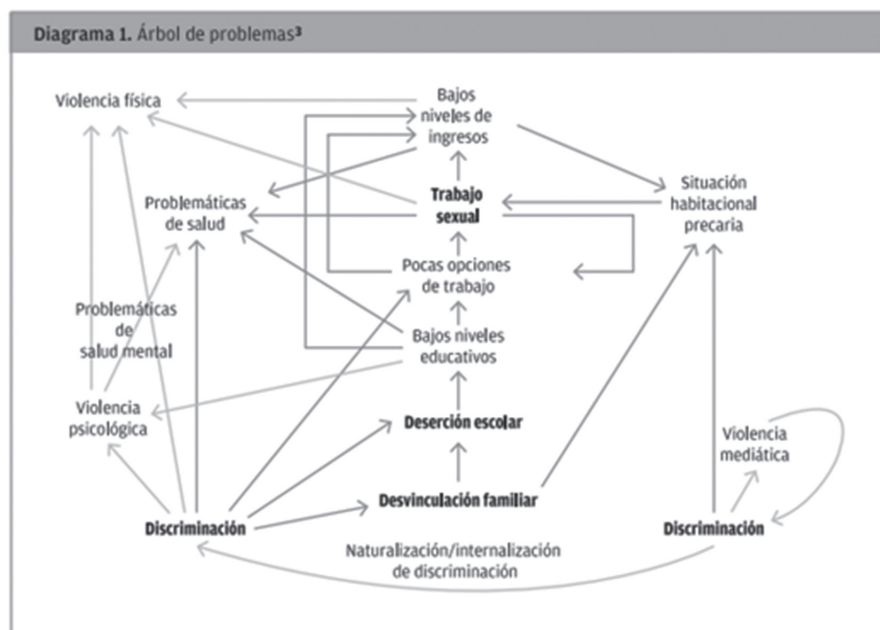 Diagrama 1. Árbol de problemas³
Violencia física
Bajos
niveles de
ingresos
Situación
habitacional
precaria
Problemáticas
de salud
Trabajo
sexual
Pocas opciones
de trabajo
Problemáticas
de
salud mental
Bajos niveles
educativos
Violencia
psicológica
Deserción escolar
Violencia
mediática
Desvinculación familiar
Discriminación
Discriminación
Naturalización/internalización
de discriminación